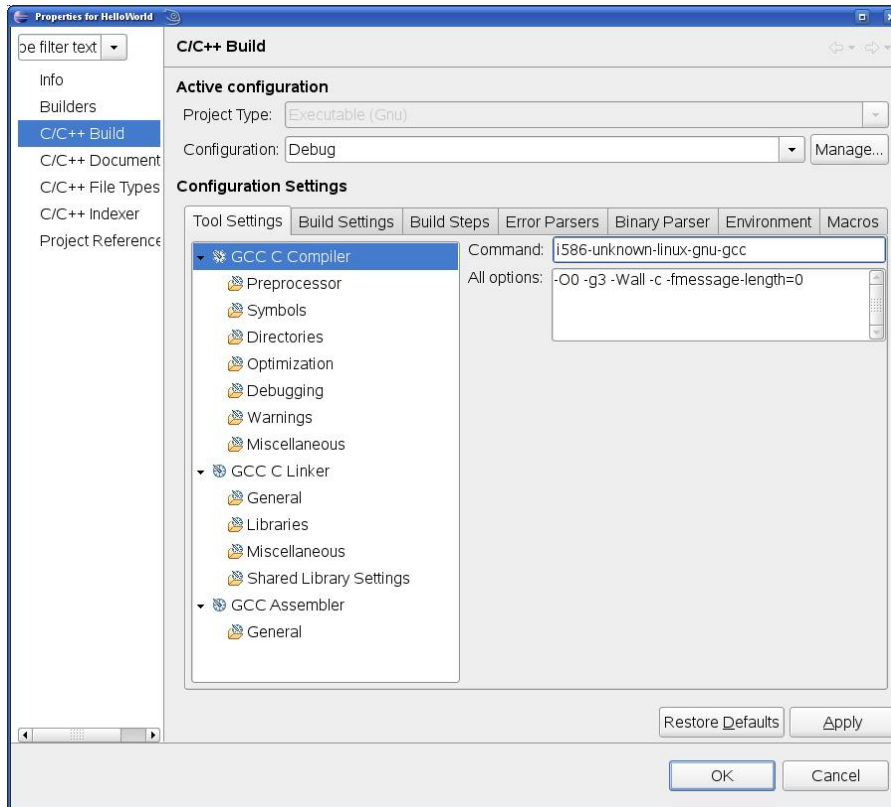 Properties for HelloWorld
pe filter text
C/C++ Build
Info
Builders
C/C++ Build
C/C++ Document
C/C++ File Types
C/C++ Indexer
Project Reference
Active configuration
Project Type: Executable (Gnu)
Configuration: Debug Manage...
Configuration Settings
Tool Settings Build Settings Build Steps Error Parsers Binary Parser Environment Macros
GCC C Compiler
Preprocessor
Symbols
Directories
Optimization
Debugging
Warnings
Miscellaneous
GCC C Linker
General
Libraries
Miscellaneous
Shared Library Settings
GCC Assembler
General
Command: i586-unknown-linux-gnu-gcc
All options: -O0 -g3 -Wall -c -fmessage-length=0
Restore Defaults Apply
OK Cancel